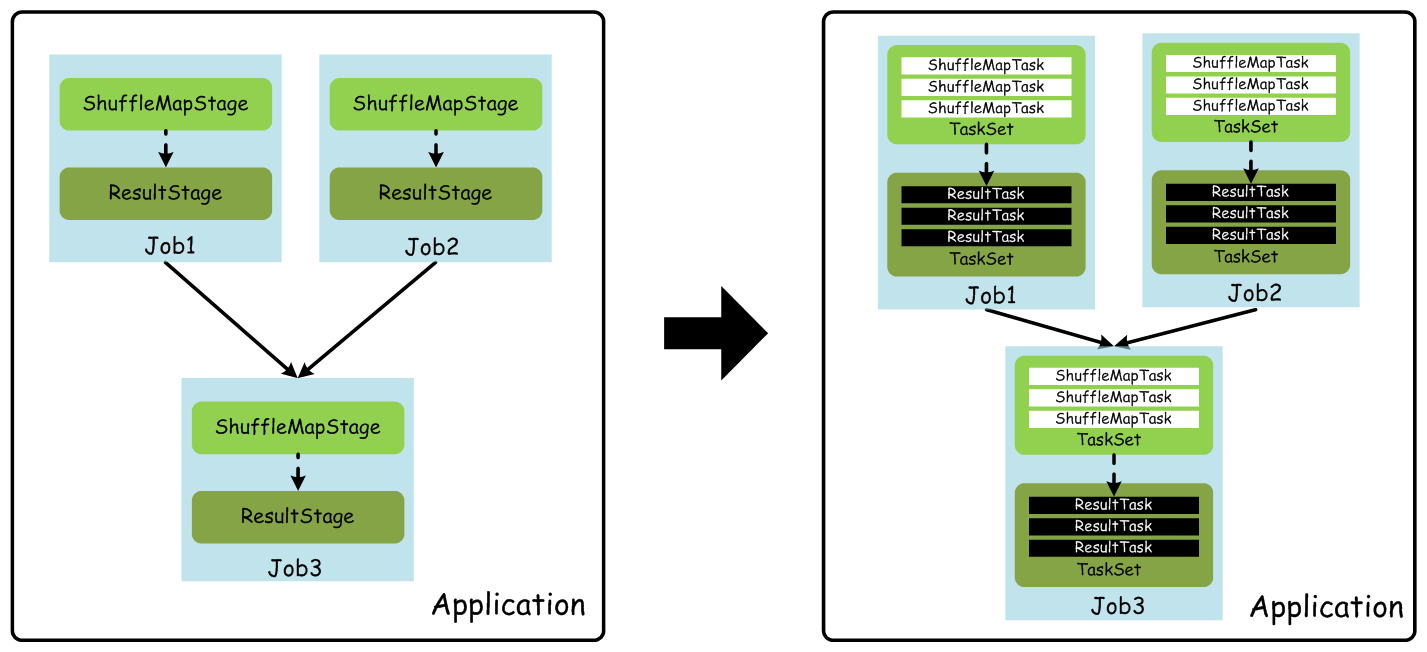 ShuffleMapStage
ResultStage
Job1
ShuffleMapStage
ResultStage
Job2
ShuffleMapStage
ResultStage
Job3
Application
ShuffleMapTask
ShuffleMapTask
ShuffleMapTask
TaskSet
ResultTask
ResultTask
ResultTask
TaskSet
Job1
ShuffleMapTask
ShuffleMapTask
ShuffleMapTask
TaskSet
ResultTask
ResultTask
ResultTask
TaskSet
Job2
ShuffleMapTask
ShuffleMapTask
ShuffleMapTask
TaskSet
ResultTask
ResultTask
ResultTask
TaskSet
Job3
Application